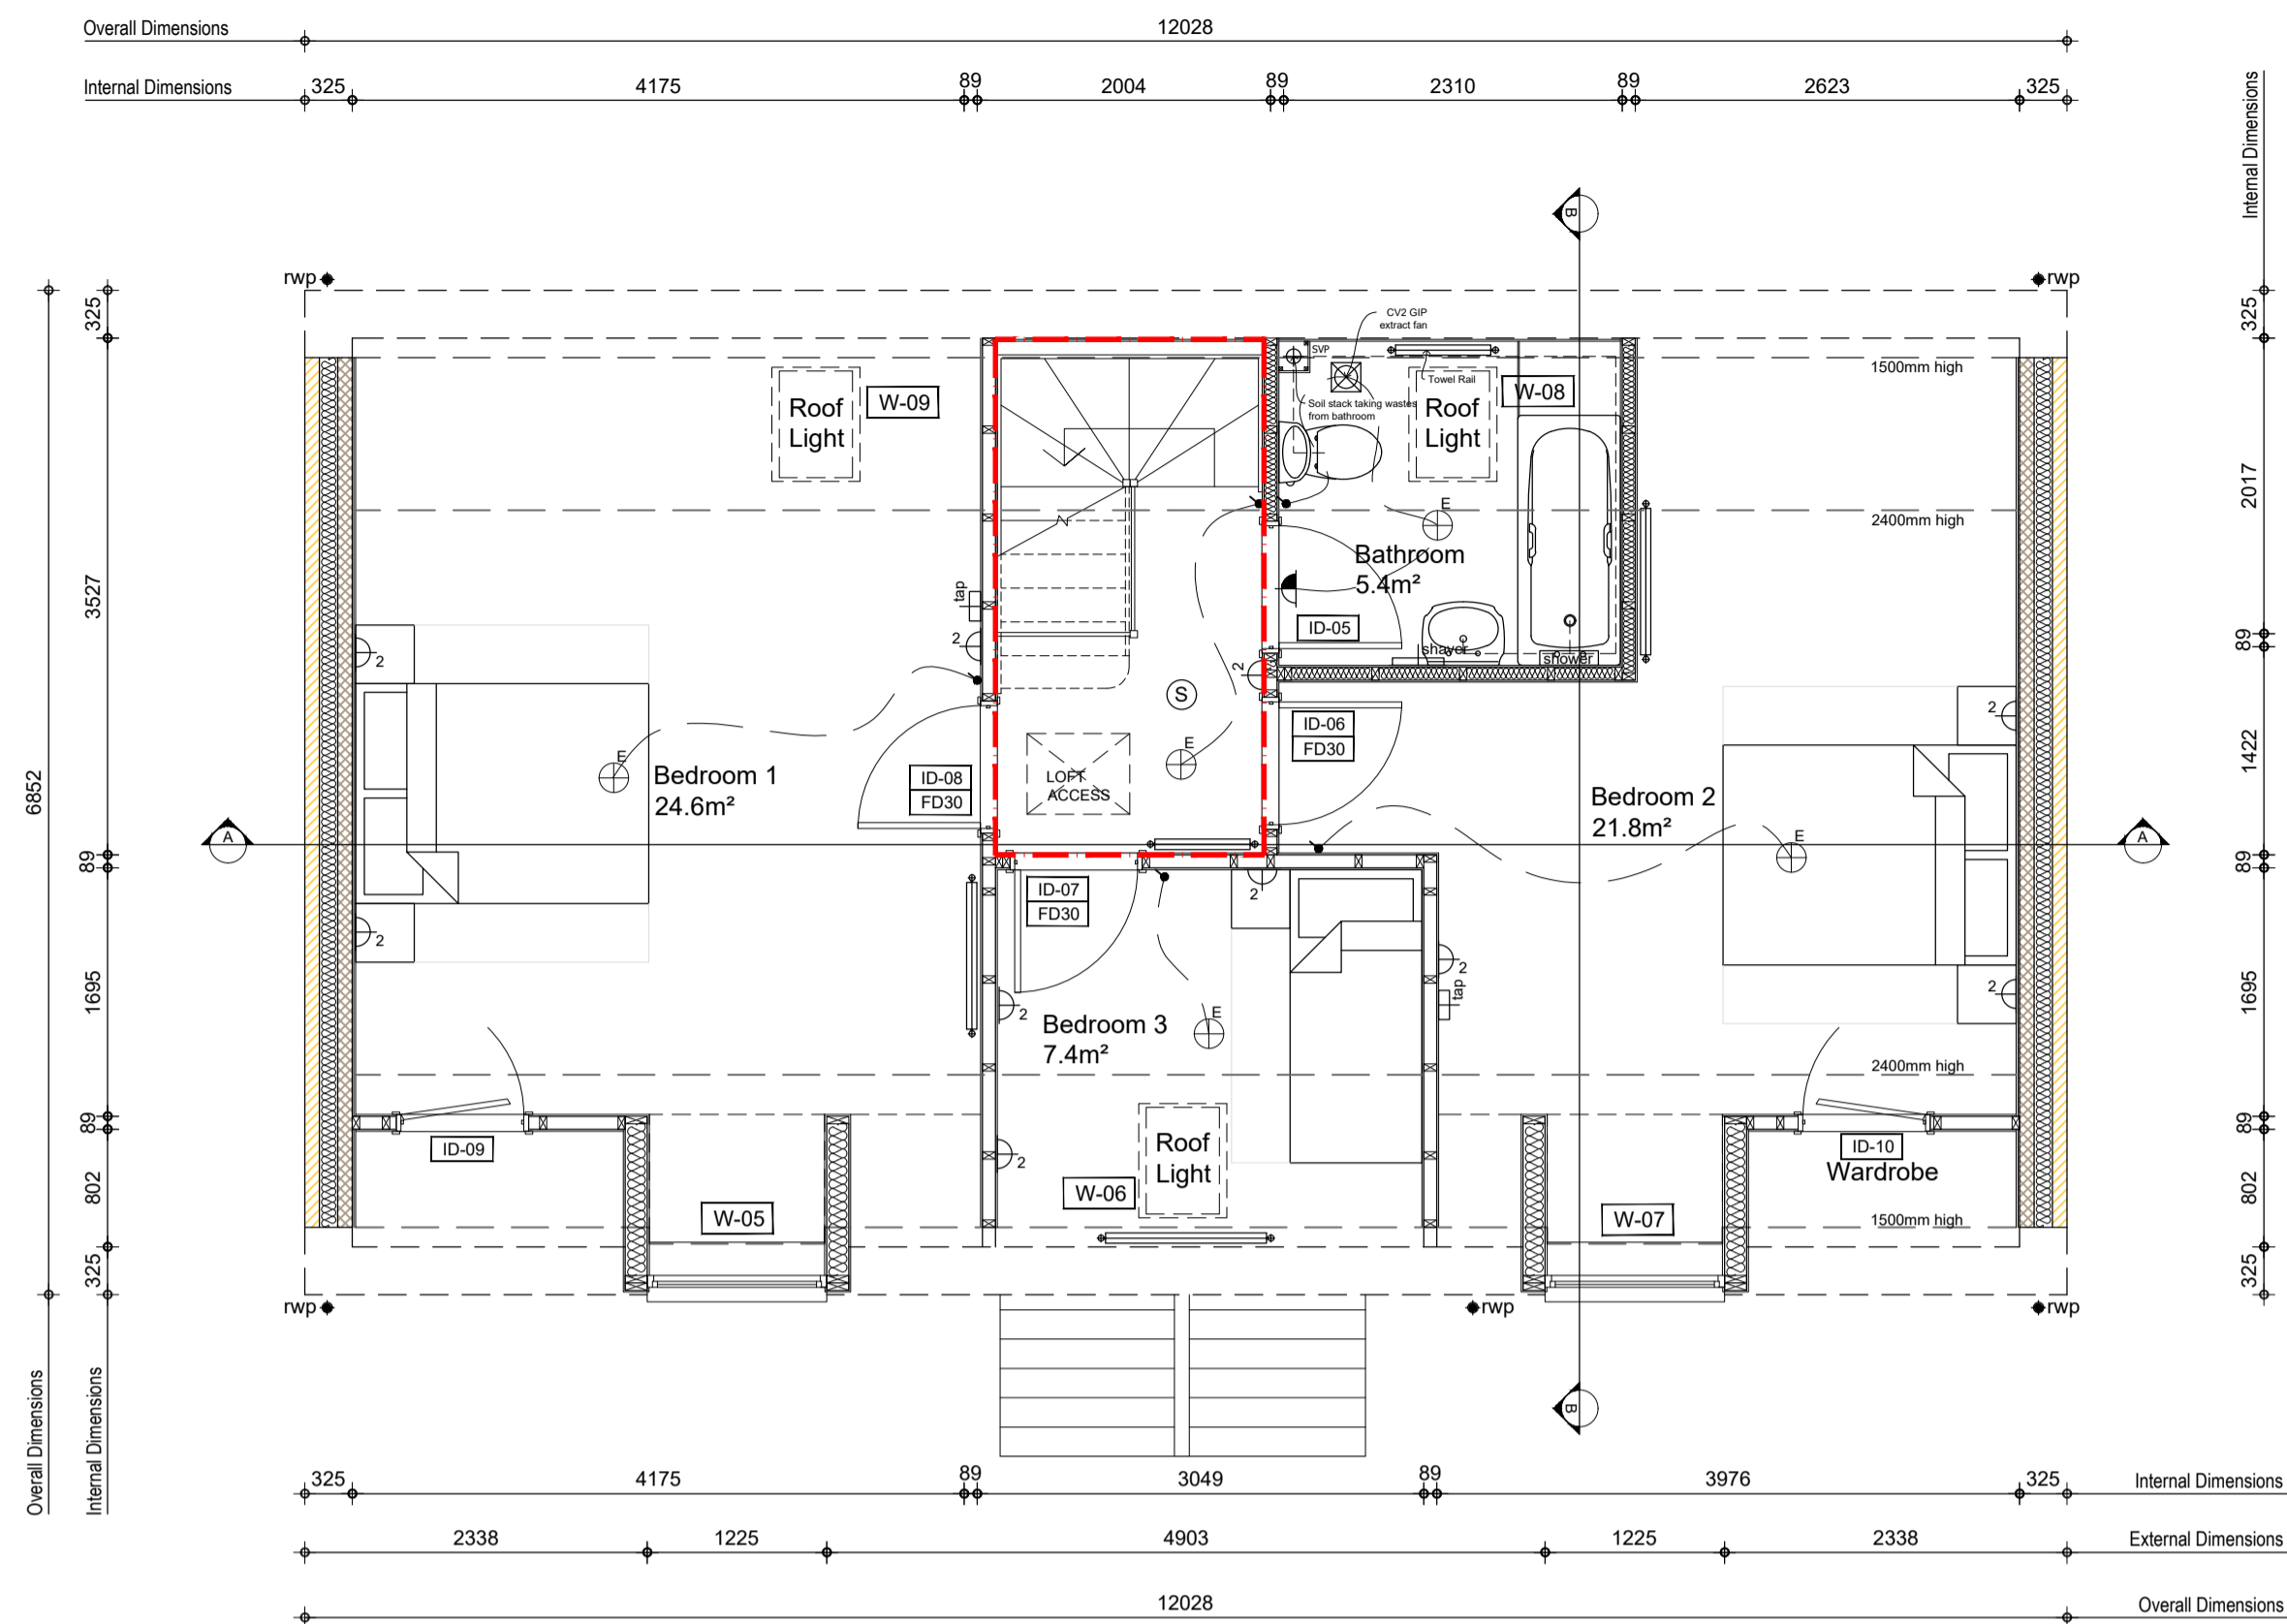 Overall Dimensions
12028
Internal Dimensions
325
4175
89
2004
89
2310
89
2623
325
Internal Dimensions
rwp
rwp
325
325
CV2 GIP
extract fan
SVP
1500mm high
Towel Rail
W-09
Roof
Light
W-08
Roof
Light
Soil stack taking wastes
from bathroom
2017
E
2400mm high
N
Bathroom
5.4m²
3527
tap
ID-05
2
2
89
shaver
shower
2
2
S
ID-06
FD30
E
E
Bedroom 1
24.6m²
ID-08
FD30
LOFT
ACCESS
1422
6852
Bedroom 2
21.8m²
E
A
A
89
89
ID-07
FD30
2
2
2
tap
2
2
1695
1695
E
Bedroom 3
7.4m²
2400mm high
89
89
ID-09
Roof
Light
2
ID-10
Wardrobe
802
802
W-06
W-05
W-07
1500mm high
325
325
rwp
rwp
rwp
B
B
Overall Dimensions
Internal Dimensions
325
4175
89
3049
89
3976
325
Internal Dimensions
2338
1225
4903
1225
2338
External Dimensions
12028
Overall Dimensions